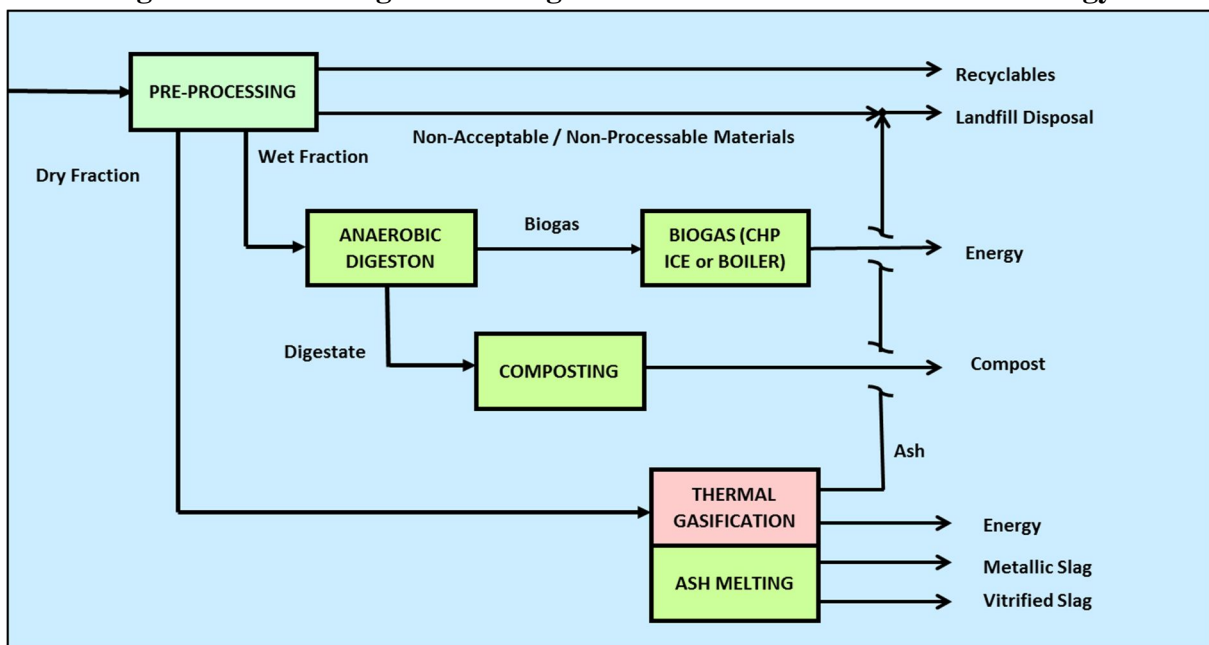 PRE-PROCESSING
Recyclables
Landfill Disposal
Non-Acceptable / Non-Processable Materials
Wet Fraction
Dry Fraction
ANAEROBIC
DIGESTON
Biogas
BIOGAS (CHP
ICE or BOILER)
Energy
Digestate
COMPOSTING
Compost
Ash
THERMAL
GASIFICATION
Energy
ASH MELTING
Metallic Slag
Vitrified Slag